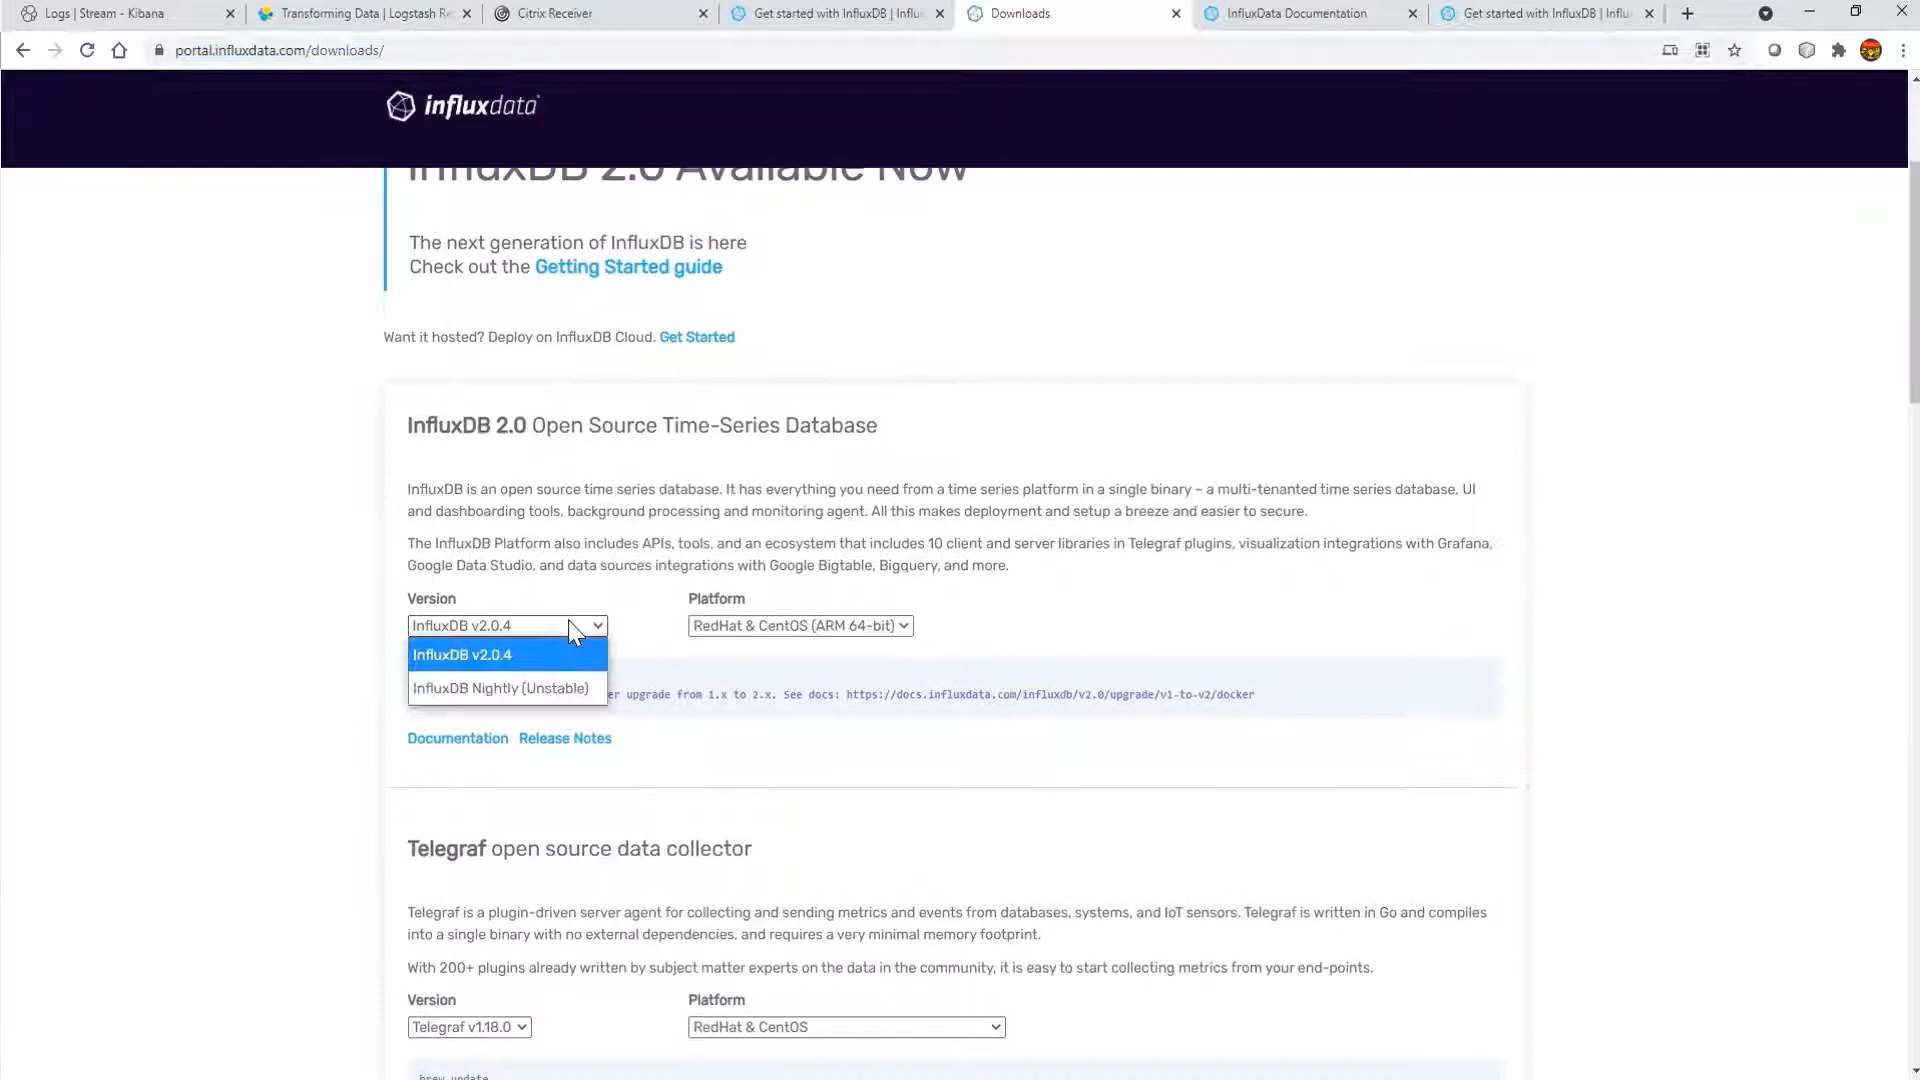 Logs | Stream - Kibana
Transforming Data | Logstash Re
Citrix Receiver
Get started with InfluxDB | Influ
Downloads
InfluxData Documentation
Get started with InfluxDB | Influ
portal.influxdata.com/downloads/
influxdata
InfluxDB 2.0 Available Now
The next generation of InfluxDB is here
Check out the Getting Started guide
Want it hosted? Deploy on InfluxDB Cloud. Get Started
InfluxDB 2.0 Open Source Time-Series Database
InfluxDB is an open source time series database. It has everything you need from a time series platform in a single binary – a multi-tenanted time series database, UI
and dashboarding tools, background processing and monitoring agent. All this makes deployment and setup a breeze and easier to secure.
The InfluxDB Platform also includes APIs, tools, and an ecosystem that includes 10 client and server libraries in Telegraf plugins, visualization integrations with Grafana,
Google Data Studio, and data sources integrations with Google Bigtable, Bigquery, and more.
Version Platform
InfluxDB v2.0.4 RedHat & CentOS (ARM 64-bit)
InfluxDB v2.0.4
InfluxDB Nightly (Unstable)
er upgrade from 1.x to 2.x. See docs: https://docs.influxdata.com/influxdb/v2.0/upgrade/v1-to-v2/docker
Documentation Release Notes
Telegraf open source data collector
Telegraf is a plugin-driven server agent for collecting and sending metrics and events from databases, systems, and IoT sensors. Telegraf is written in Go and compiles
into a single binary with no external dependencies, and requires a very minimal memory footprint.
With 200+ plugins already written by subject matter experts on the data in the community, it is easy to start collecting metrics from your end-points.
Version Platform
Telegraf v1.18.0 RedHat & CentOS
brew update